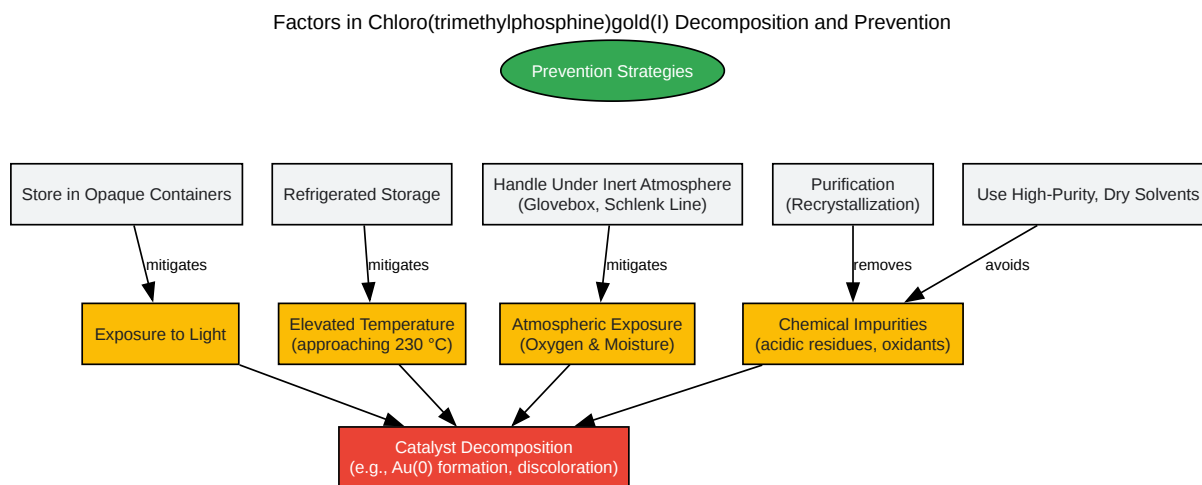 Factors in Chloro(trimethylphosphine)gold(I) Decomposition and Prevention
Prevention Strategies
Store in Opaque Containers
Refrigerated Storage
Handle Under Inert Atmosphere
(Glovebox, Schlenk Line)
Purification
(Recrystallization)
Use High-Purity, Dry Solvents
mitigates
mitigates
mitigates
removes
avoids
Exposure to Light
Elevated Temperature
(approaching 230 °C)
Atmospheric Exposure
(Oxygen & Moisture)
Chemical Impurities
(acidic residues, oxidants)
Catalyst Decomposition
(e.g., Au(0) formation, discoloration)